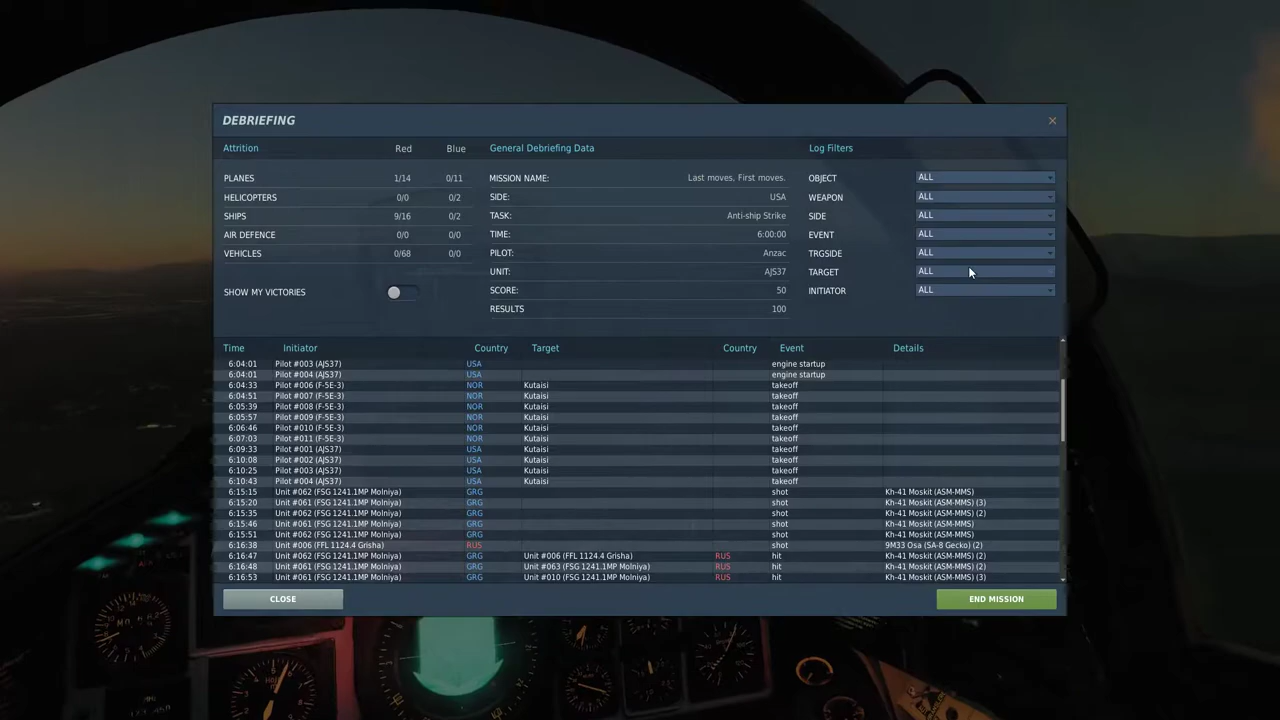 DEBRIEFING
Attrition Red Blue
PLANES 1/14 0/11
HELICOPTERS 0/0 0/2
SHIPS 9/16 0/2
AIR DEFENCE 0/0 0/0
VEHICLES 0/68 0/0
SHOW MY VICTORIES
General Debriefing Data
MISSION NAME: Last moves, First moves.
SIDE: USA
TASK: Anti-ship Strike
TIME: 6:00:00
PILOT: Anzac
UNIT: AJS37
SCORE: 50
RESULTS 100
Log Filters
OBJECT ALL
WEAPON ALL
SIDE ALL
EVENT ALL
TRGSIDE ALL
TARGET ALL
INITIATOR ALL
Time Initiator Country Target Country Event Details
6:04:01 Pilot #003 (AJS37) USA engine startup
6:04:01 Pilot #004 (AJS37) USA engine startup
6:04:33 Pilot #006 (F-5E-3) NOR Kutaisi takeoff
6:04:51 Pilot #007 (F-5E-3) NOR Kutaisi takeoff
6:05:39 Pilot #008 (F-5E-3) NOR Kutaisi takeoff
6:05:57 Pilot #009 (F-5E-3) NOR Kutaisi takeoff
6:06:46 Pilot #010 (F-5E-3) NOR Kutaisi takeoff
6:07:03 Pilot #011 (F-5E-3) NOR Kutaisi takeoff
6:09:33 Pilot #001 (AJS37) USA Kutaisi takeoff
6:10:08 Pilot #002 (AJS37) USA Kutaisi takeoff
6:10:25 Pilot #003 (AJS37) USA Kutaisi takeoff
6:10:43 Pilot #004 (AJS37) USA Kutaisi takeoff
6:15:15 Unit #062 (FSG 1241.1MP Molniya) GRG shot Kh-41 Moskit (ASM-MMS)
6:15:20 Unit #061 (FSG 1241.1MP Molniya) GRG shot Kh-41 Moskit (ASM-MMS) (3)
6:15:35 Unit #062 (FSG 1241.1MP Molniya) GRG shot Kh-41 Moskit (ASM-MMS) (2)
6:15:46 Unit #061 (FSG 1241.1MP Molniya) GRG shot Kh-41 Moskit (ASM-MMS)
6:15:51 Unit #062 (FSG 1241.1MP Molniya) GRG shot Kh-41 Moskit (ASM-MMS)
6:16:38 Unit #006 (FFL 1124.4 Grisha) RUS shot 9M33 Osa (SA-8 Gecko) (2)
6:16:47 Unit #062 (FSG 1241.1MP Molniya) GRG Unit #006 (FFL 1124.4 Grisha) RUS hit Kh-41 Moskit (ASM-MMS) (2)
6:16:48 Unit #061 (FSG 1241.1MP Molniya) GRG Unit #063 (FSG 1241.1MP Molniya) RUS hit Kh-41 Moskit (ASM-MMS) (2)
6:16:53 Unit #061 (FSG 1241.1MP Molniya) GRG Unit #010 (FSG 1241.1MP Molniya) RUS hit Kh-41 Moskit (ASM-MMS) (3)
CLOSE
END MISSION